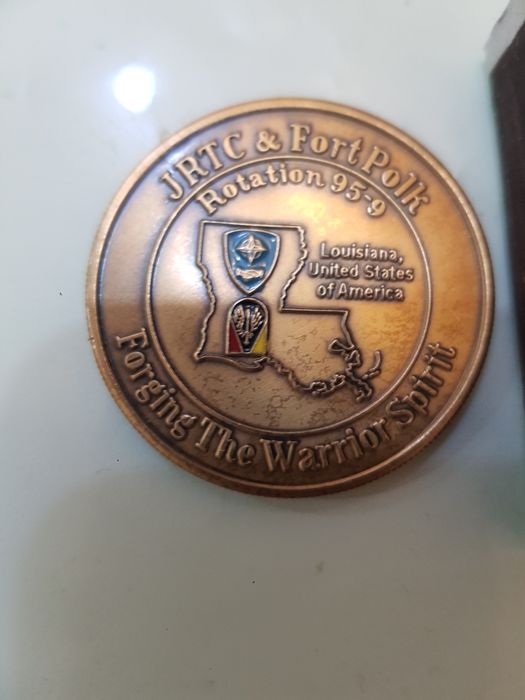 JRTC & Fort Polk
Rotation 95-9
Louisiana,
United States
of America
Forging The Warrior Spirit